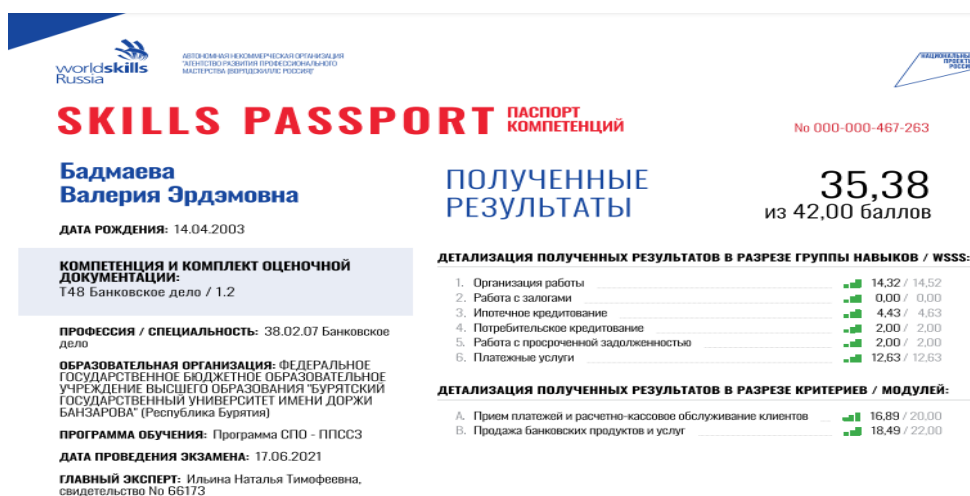 worldskills
Russia
АВТОНОМНАЯ НЕКОММЕРЧЕСКАЯ ОРГАНИЗАЦИЯ
"АГЕНТСТВО РАЗВИТИЯ ПРОФЕССИОНАЛЬНОГО
МАСТЕРСТВА (ВОРЛДСКИЛЛС РОССИЯ)"
НАЦИОНАЛЬНЫЕ
ПРОЕКТЫ
РОССИИ
SKILLS PASSPORT ПАСПОРТ
КОМПЕТЕНЦИЙ
No 000-000-467-263
Бадмаева
Валерия Эрдэмовна
ДАТА РОЖДЕНИЯ: 14.04.2003
КОМПЕТЕНЦИЯ И КОМПЛЕКТ ОЦЕНОЧНОЙ
ДОКУМЕНТАЦИИ:
T48 Банковское дело / 1.2
ПРОФЕССИЯ / СПЕЦИАЛЬНОСТЬ: 38.02.07 Банковское
дело
ОБРАЗОВАТЕЛЬНАЯ ОРГАНИЗАЦИЯ: ФЕДЕРАЛЬНОЕ
ГОСУДАРСТВЕННОЕ БЮДЖЕТНОЕ ОБРАЗОВАТЕЛЬНОЕ
УЧРЕЖДЕНИЕ ВЫСШЕГО ОБРАЗОВАНИЯ "БУРЯТСКИЙ
ГОСУДАРСТВЕННЫЙ УНИВЕРСИТЕТ ИМЕНИ ДОРЖИ
БАНЗАРОВА" (Республика Бурятия)
ПРОГРАММА ОБУЧЕНИЯ: Программа СПО - ППССЗ
ДАТА ПРОВЕДЕНИЯ ЭКЗАМЕНА: 17.06.2021
ГЛАВНЫЙ ЭКСПЕРТ: Ильина Наталья Тимофеевна,
свидетельство No 66173
ПОЛУЧЕННЫЕ
РЕЗУЛЬТАТЫ
35,38
из 42,00 баллов
ДЕТАЛИЗАЦИЯ ПОЛУЧЕННЫХ РЕЗУЛЬТАТОВ В РАЗРЕЗЕ ГРУППЫ НАВЫКОВ / WSSS:
1. Организация работы 14,32 / 14,52
2. Работа с залогами 0,00 / 0,00
3. Ипотечное кредитование 4,43 / 4,63
4. Потребительское кредитование 2,00 / 2,00
5. Работа с просроченной задолженностью 2,00 / 2,00
6. Платежные услуги 12,63 / 12,63
ДЕТАЛИЗАЦИЯ ПОЛУЧЕННЫХ РЕЗУЛЬТАТОВ В РАЗРЕЗЕ КРИТЕРИЕВ / МОДУЛЕЙ:
A. Прием платежей и расчетно-кассовое обслуживание клиентов 16,89 / 20,00
B. Продажа банковских продуктов и услуг 18,49 / 22,00